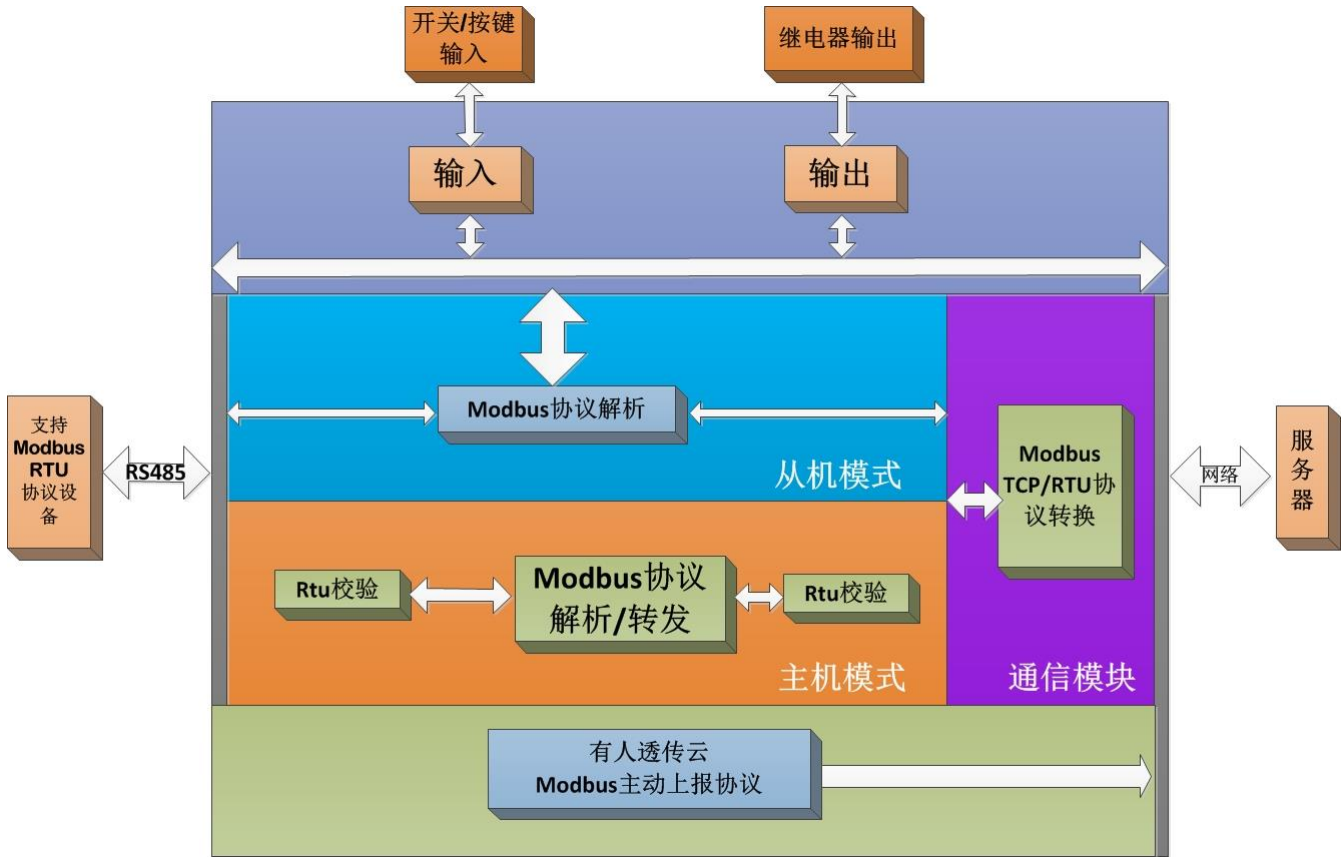 开关/按键
输入
继电器输出
输入
输出
Modbus协议解析
从机模式
支持
Modbus
RTU
协议设
备
RS485
Modbus
TCP/RTU协
议转换
网络
服
务
器
Rtu校验
Modbus协议
解析/转发
Rtu校验
主机模式
通信模块
有人透传云
Modbus主动上报协议